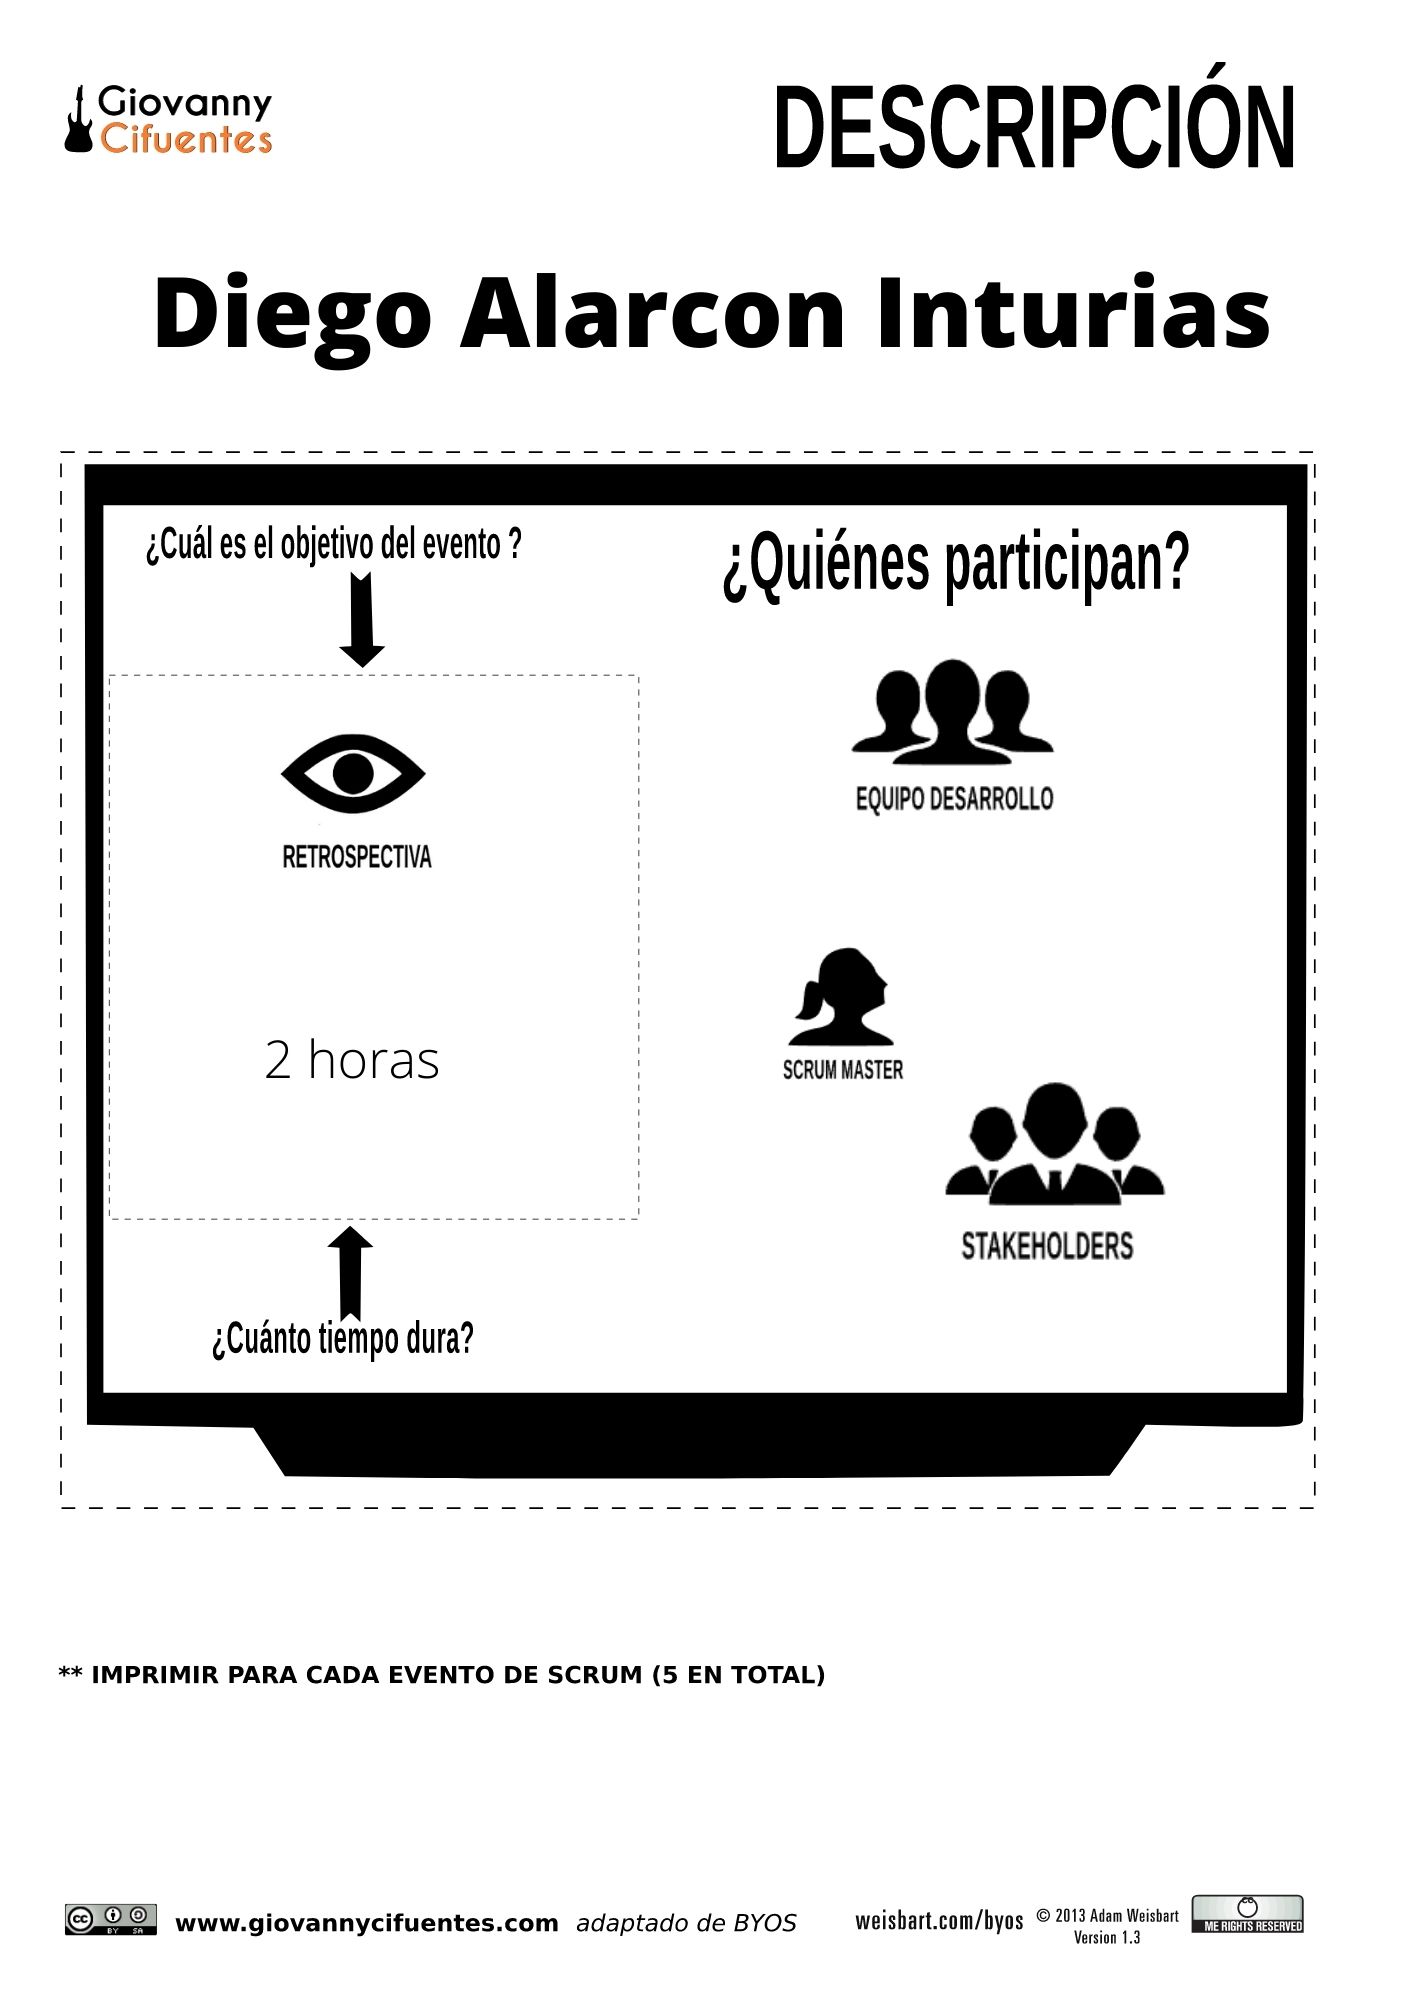 Giovanny
Cifuentes
DESCRIPCIÓN
Diego Alarcon Inturias
¿Cuál es el objetivo del evento ?
¿Quiénes participan?
EQUIPO DESARROLLO
RETROSPECTIVA
2 horas
SCRUM MASTER
STAKEHOLDERS
¿Cuánto tiempo dura?
** IMPRIMIR PARA CADA EVENTO DE SCRUM (5 EN TOTAL)
cc BY SA
www.giovannycifuentes.com adaptado de BYOS
weisbart.com/byos
© 2013 Adam Weisbart
Version 1.3
CC
ME RIGHTS RESERVED